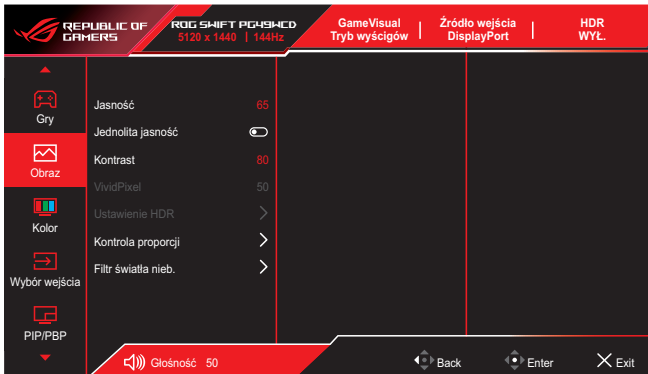 REPUBLIC OF
GAMERS
ROG SWIFT PG49WCD
5120 x 1440 | 144Hz
GameVisual
Tryb wyścigów
Źródło wejścia
DisplayPort
HDR
WYŁ.
Gry
Obraz
Kolor
Wybór wejścia
PIP/PBP
Jasność 65
Jednolita jasność
Kontrast 80
VividPixel 50
Ustawienie HDR
Kontrola proporcji
Filtr światła nieb.
Głośność 50
Back
Enter
Exit